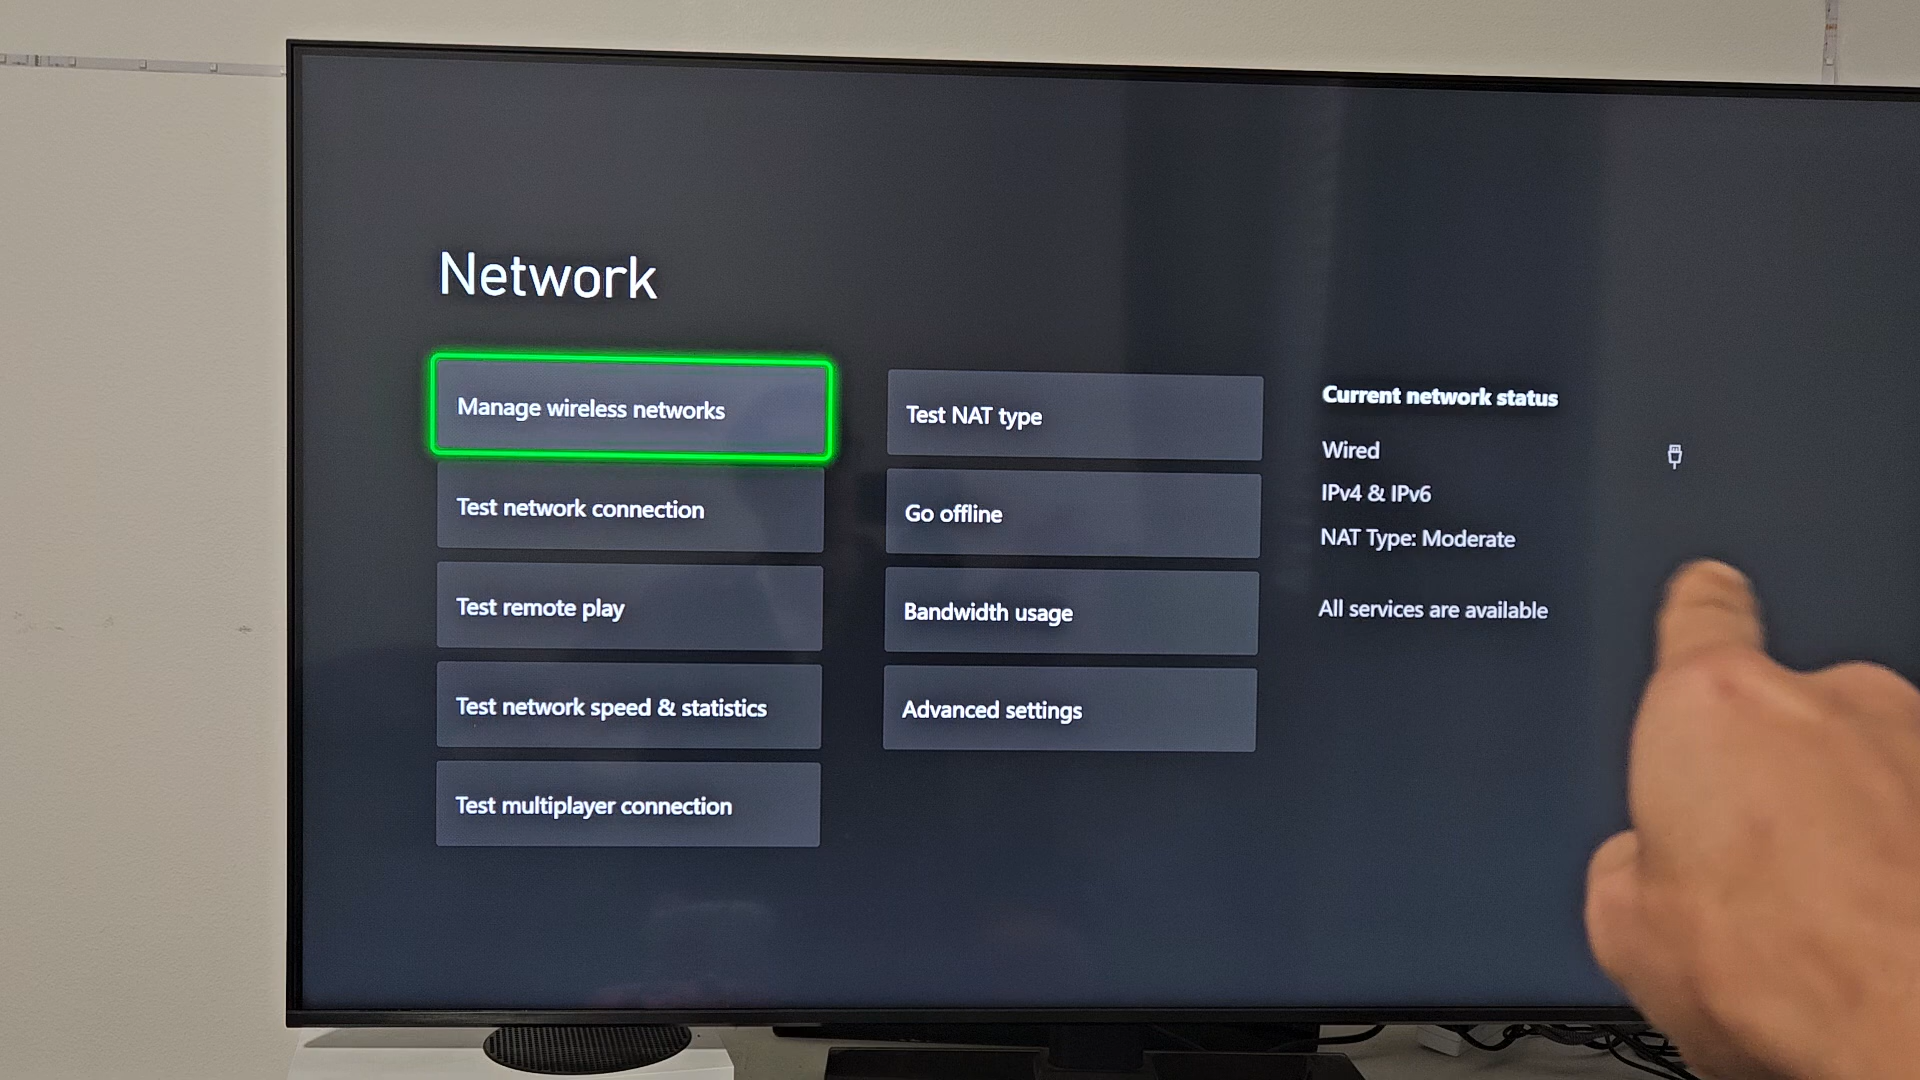 Network
Manage wireless networks
Test network connection
Test remote play
Test network speed & statistics
Test multiplayer connection
Test NAT type
Go offline
Bandwidth usage
Advanced settings
Current network status
Wired
IPv4 & IPv6
NAT Type: Moderate
All services are available